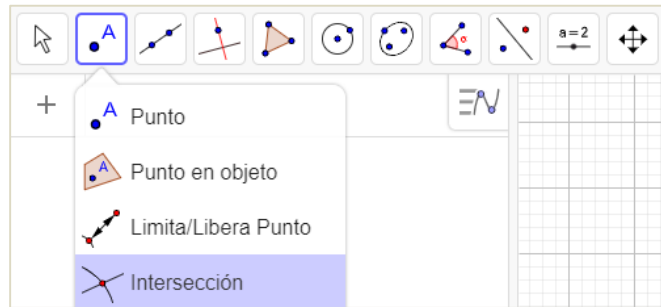 A
a=2
α
+
A Punto
A Punto en objeto
Limita/Libera Punto
Intersección